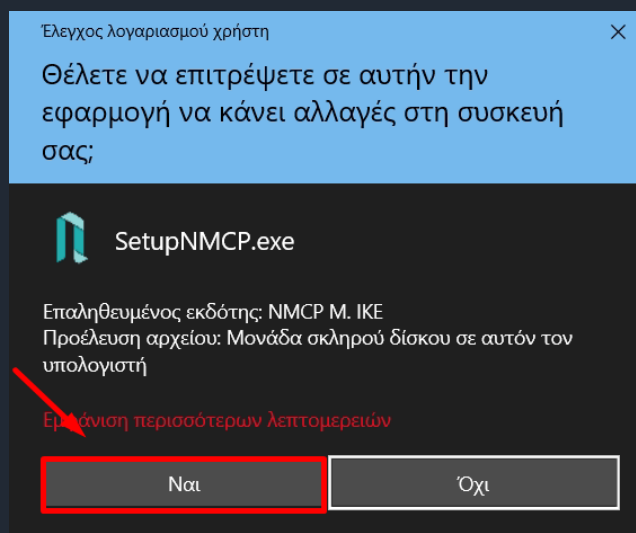 Έλεγχος λογαριασμού χρήστη
Θέλετε να επιτρέψετε σε αυτήν την
εφαρμογή να κάνει αλλαγές στη συσκευή
σας;
SetupNMCP.exe
Επαληθευμένος εκδότης: NMCP M. IKE
Προέλευση αρχείου: Μονάδα σκληρού δίσκου σε αυτόν τον
υπολογιστή
Εμφάνιση περισσότερων λεπτομερειών
Ναι
Όχι